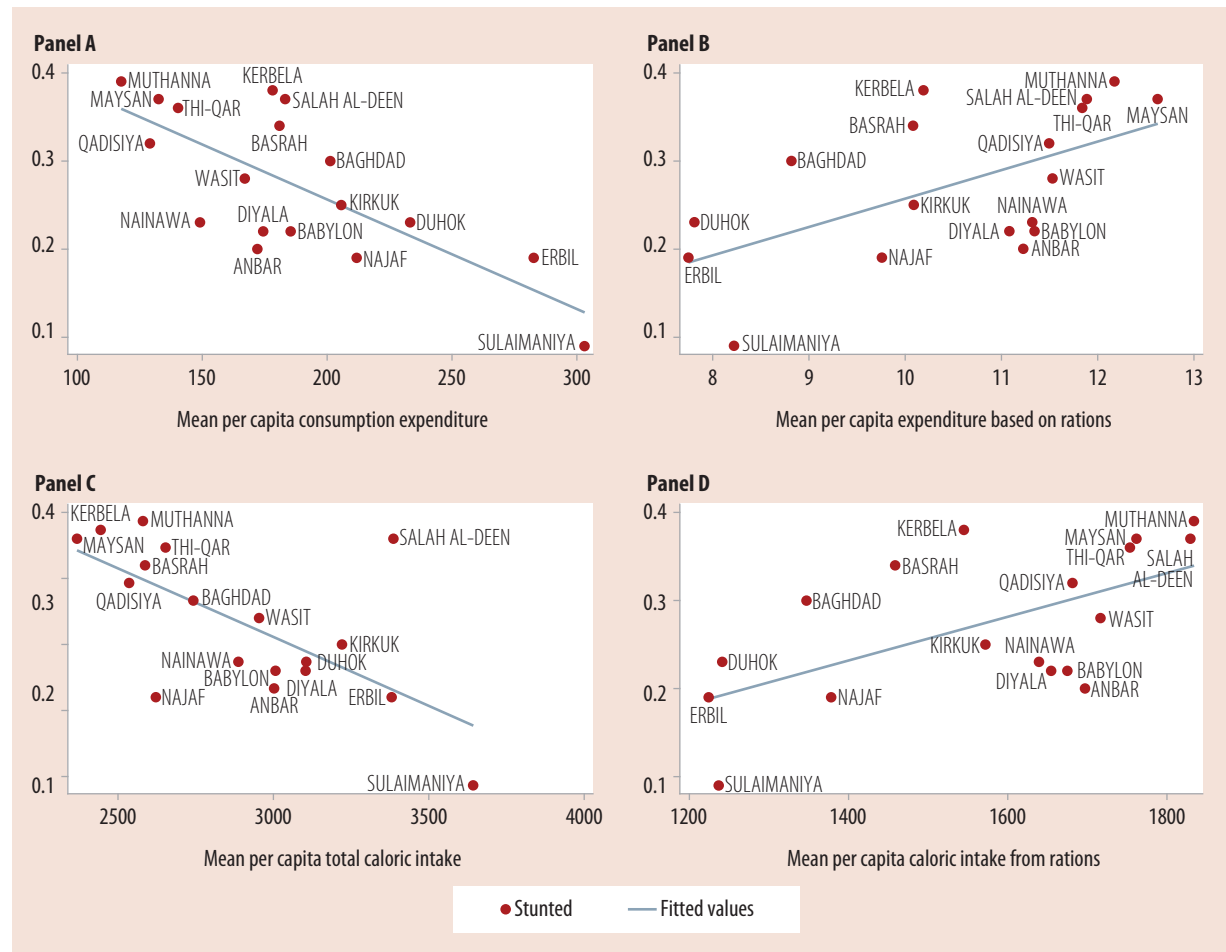 Panel A
0.4
0.3
0.2
0.1
MUTHANNA
MAYSAN
THI-QAR
KERBELA
SALAH AL-DEEN
QADISIYA
BASRAH
BAGHDAD
WASIT
KIRKUK
NAINAWA
DIYALA
BABYLON
DUHOK
ANBAR
NAJAF
ERBIL
SULAIMANIYA
100 150 200 250 300
Mean per capita consumption expenditure
Panel B
0.4
0.3
0.2
0.1
KERBELA
MUTHANNA
SALAH AL-DEEN
THI-QAR
MAYSAN
BASRAH
QADISIYA
BAGHDAD
WASIT
KIRKUK
NAINAWA
DUHOK
DIYALA
BABYLON
ANBAR
NAJAF
ERBIL
SULAIMANIYA
8 9 10 11 12 13
Mean per capita expenditure based on rations
Panel C
0.4
0.3
0.2
0.1
KERBELA
MUTHANNA
MAYSAN
THI-QAR
SALAH AL-DEEN
BASRAH
QADISIYA
BAGHDAD
WASIT
KIRKUK
NAINAWA
DUHOK
BABYLON
DIYALA
ANBAR
NAJAF
ERBIL
SULAIMANIYA
2500 3000 3500 4000
Mean per capita total caloric intake
Panel D
0.4
0.3
0.2
0.1
KERBELA
MUTHANNA
MAYSAN
THI-QAR
SALAH
AL-DEEN
BASRAH
QADISIYA
BAGHDAD
WASIT
KIRKUK
NAINAWA
DUHOK
DIYALA
BABYLON
ANBAR
NAJAF
ERBIL
SULAIMANIYA
1200 1400 1600 1800
Mean per capita caloric intake from rations
Stunted
Fitted values